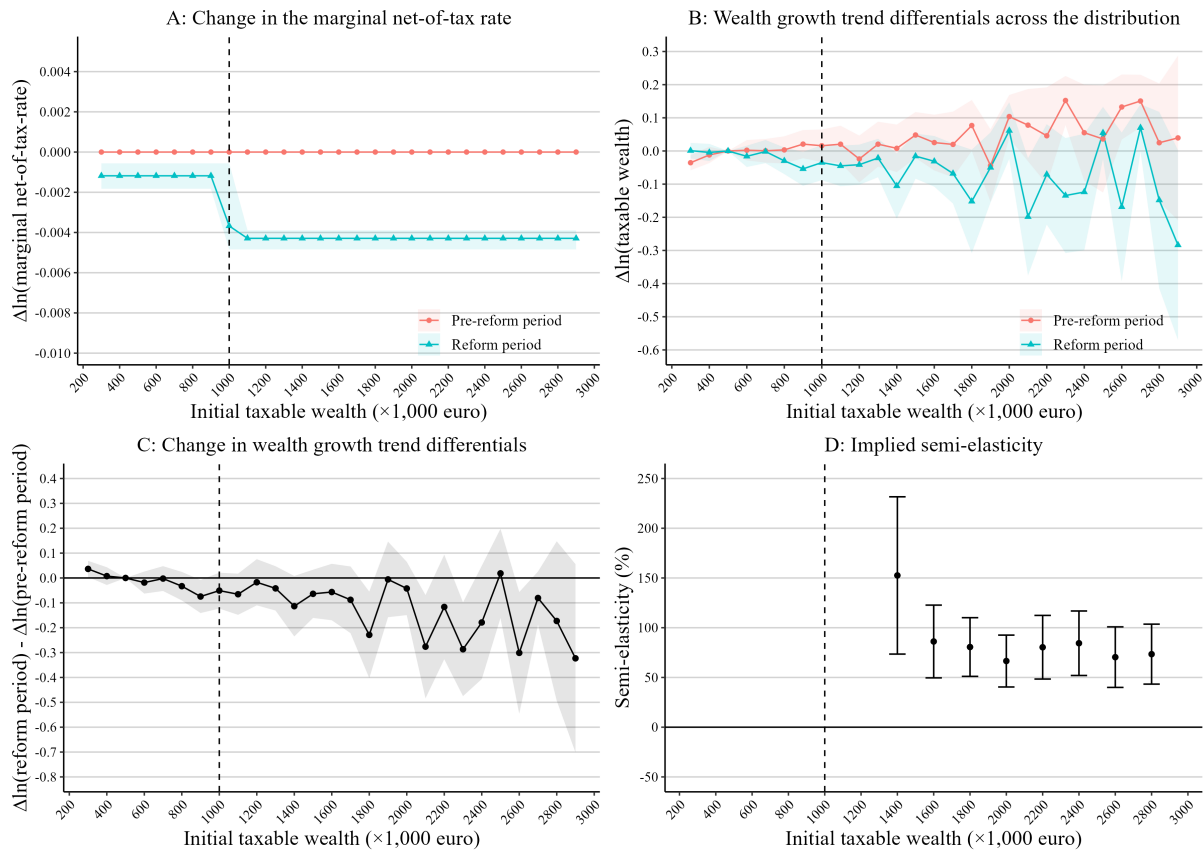 A: Change in the marginal net-of-tax rate
Δln(marginal net-of-tax-rate)
0.004
0.002
0.000
-0.002
-0.004
-0.006
-0.008
-0.010
Pre-reform period
Reform period
200 400 600 800 1000 1200 1400 1600 1800 2000 2200 2400 2600 2800 3000
Initial taxable wealth (×1,000 euro)
B: Wealth growth trend differentials across the distribution
Δln(taxable wealth)
0.3
0.2
0.1
0.0
-0.1
-0.2
-0.3
-0.4
-0.5
-0.6
Pre-reform period
Reform period
200 400 600 800 1000 1200 1400 1600 1800 2000 2200 2400 2600 2800 3000
Initial taxable wealth (×1,000 euro)
C: Change in wealth growth trend differentials
Δln(reform period) - Δln(pre-reform period)
0.4
0.3
0.2
0.1
0.0
-0.1
-0.2
-0.3
-0.4
-0.5
-0.6
-0.7
-0.8
200 400 600 800 1000 1200 1400 1600 1800 2000 2200 2400 2600 2800 3000
Initial taxable wealth (×1,000 euro)
D: Implied semi-elasticity
Semi-elasticity (%)
250
200
150
100
50
0
-50
200 400 600 800 1000 1200 1400 1600 1800 2000 2200 2400 2600 2800 3000
Initial taxable wealth (×1,000 euro)